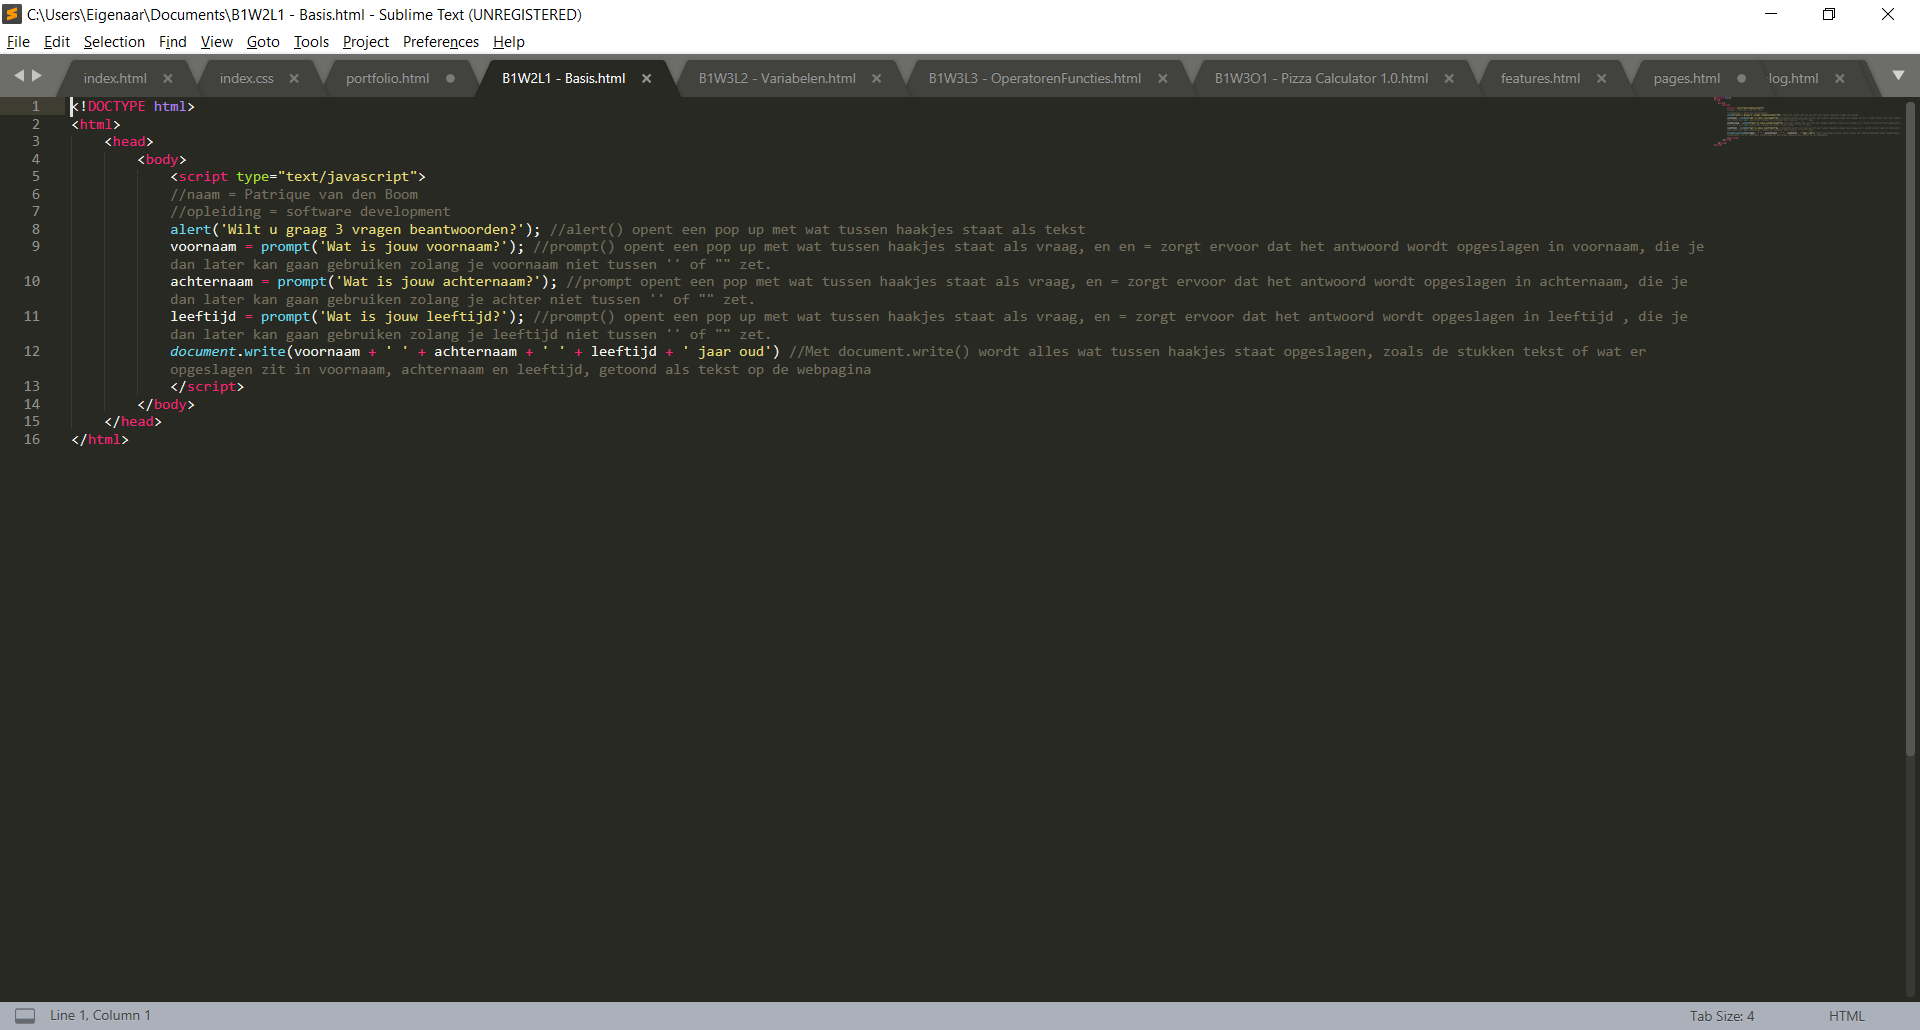 C:\Users\Eigenaar\Documents\B1W2L1 - Basis.html - Sublime Text (UNREGISTERED)
File Edit Selection Find View Goto Tools Project Preferences Help
index.html index.css portfolio.html B1W2L1 - Basis.html B1W3L2 - Variabelen.html B1W3L3 - OperatorenFuncties.html B1W3O1 - Pizza Calculator 1.0.html features.html pages.html log.html
1 <!DOCTYPE html>
2 <html>
3 <head>
4 <body>
5 <script type="text/javascript">
6 //naam = Patrique van den Boom
7 //opleiding = software development
8 alert('Wilt u graag 3 vragen beantwoorden?'); //alert() opent een pop up met wat tussen haakjes staat als tekst
9 voornaam = prompt('Wat is jouw voornaam?'); //prompt() opent een pop up met wat tussen haakjes staat als vraag, en en = zorgt ervoor dat het antwoord wordt opgeslagen in voornaam, die je
dan later kan gaan gebruiken zolang je voornaam niet tussen '' of "" zet.
10 achternaam = prompt('Wat is jouw achternaam?'); //prompt opent een pop met wat tussen haakjes staat als vraag, en = zorgt ervoor dat het antwoord wordt opgeslagen in achternaam, die je
dan later kan gaan gebruiken zolang je achter niet tussen '' of "" zet.
11 leeftijd = prompt('Wat is jouw leeftijd?'); //prompt() opent een pop up met wat tussen haakjes staat als vraag, en = zorgt ervoor dat het antwoord wordt opgeslagen in leeftijd , die je
dan later kan gaan gebruiken zolang je leeftijd niet tussen '' of "" zet.
12 document.write(voornaam + ' ' + achternaam + ' ' + leeftijd + ' jaar oud') //Met document.write() wordt alles wat tussen haakjes staat opgeslagen, zoals de stukken tekst of wat er
opgeslagen zit in voornaam, achternaam en leeftijd, getoond als tekst op de webpagina
13 </script>
14 </body>
15 </head>
16 </html>
Line 1, Column 1 Tab Size: 4 HTML